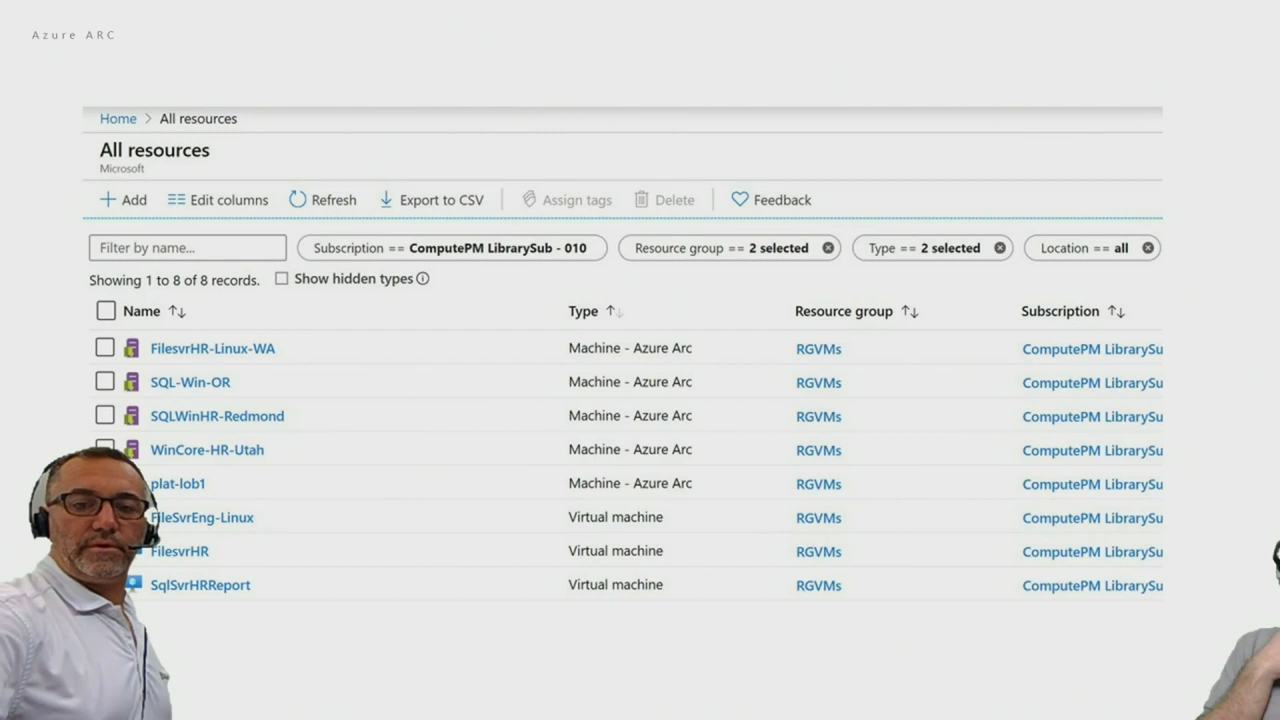 Azure ARC
Home > All resources
All resources
Microsoft
Add Edit columns Refresh Export to CSV Assign tags Delete Feedback
Filter by name... Subscription == ComputePM LibrarySub - 010 Resource group == 2 selected Type == 2 selected Location == all
Showing 1 to 8 of 8 records. Show hidden types
Name Type Resource group Subscription
FilesvrHR-Linux-WA Machine - Azure Arc RGVMs ComputePM LibrarySu
SQL-Win-OR Machine - Azure Arc RGVMs ComputePM LibrarySu
SQLWinHR-Redmond Machine - Azure Arc RGVMs ComputePM LibrarySu
WinCore-HR-Utah Machine - Azure Arc RGVMs ComputePM LibrarySu
plat-lob1 Machine - Azure Arc RGVMs ComputePM LibrarySu
FileSvrEng-Linux Virtual machine RGVMs ComputePM LibrarySu
FilesvrHR Virtual machine RGVMs ComputePM LibrarySu
SqlSvrHRReport Virtual machine RGVMs ComputePM LibrarySu